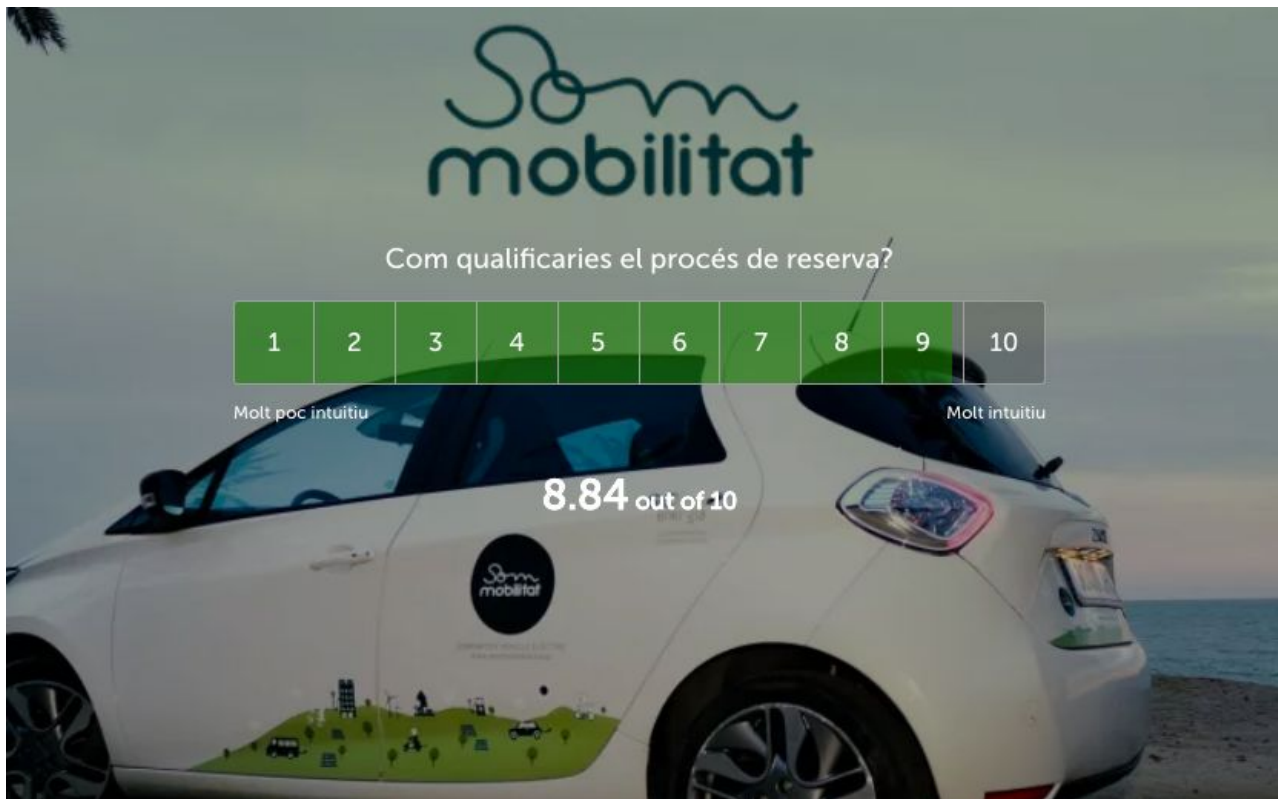 Som
mobilitat
Com qualificaries el procés de reserva?
1 2 3 4 5 6 7 8 9 10
Molt poc intuitiu Molt intuitiu
8.84 out of 10
Som
mobilitat